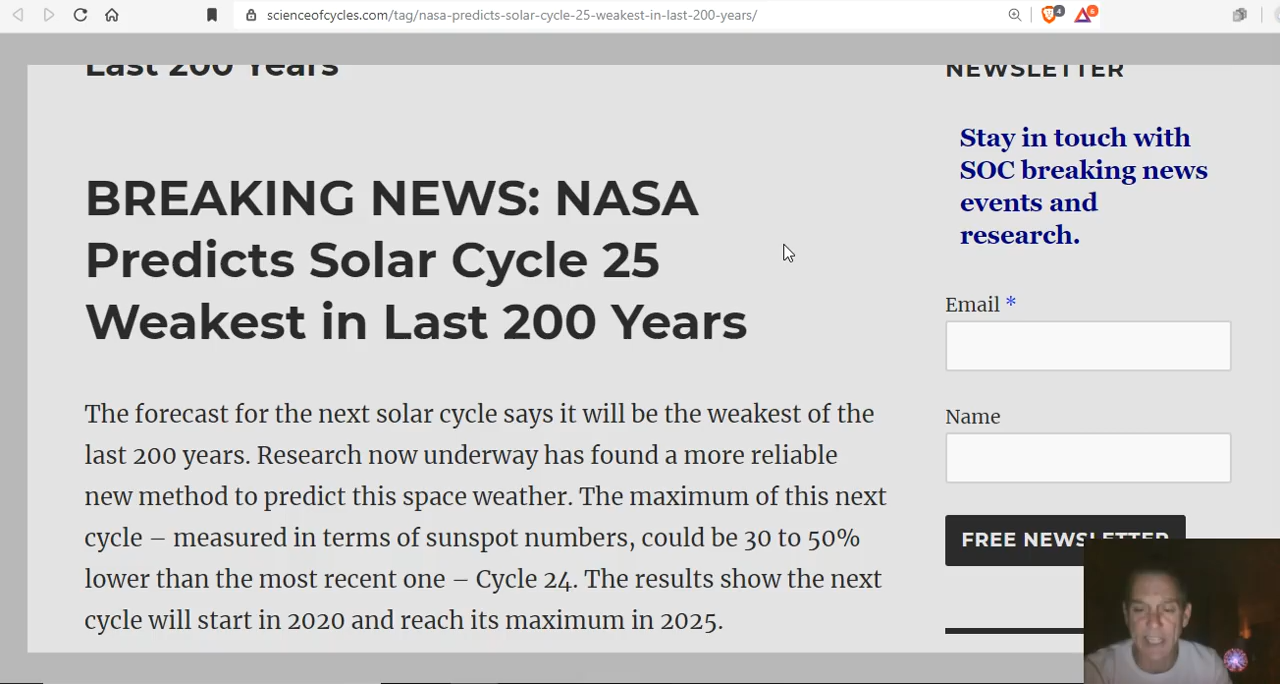 scienceofcycles.com/tag/nasa-predicts-solar-cycle-25-weakest-in-last-200-years/
4
6
Last 200 Years
BREAKING NEWS: NASA
Predicts Solar Cycle 25
Weakest in Last 200 Years
The forecast for the next solar cycle says it will be the weakest of the
last 200 years. Research now underway has found a more reliable
new method to predict this space weather. The maximum of this next
cycle – measured in terms of sunspot numbers, could be 30 to 50%
lower than the most recent one – Cycle 24. The results show the next
cycle will start in 2020 and reach its maximum in 2025.
NEWSLETTER
Stay in touch with
SOC breaking news
events and
research.
Email *
Name
FREE NEWSLETTER